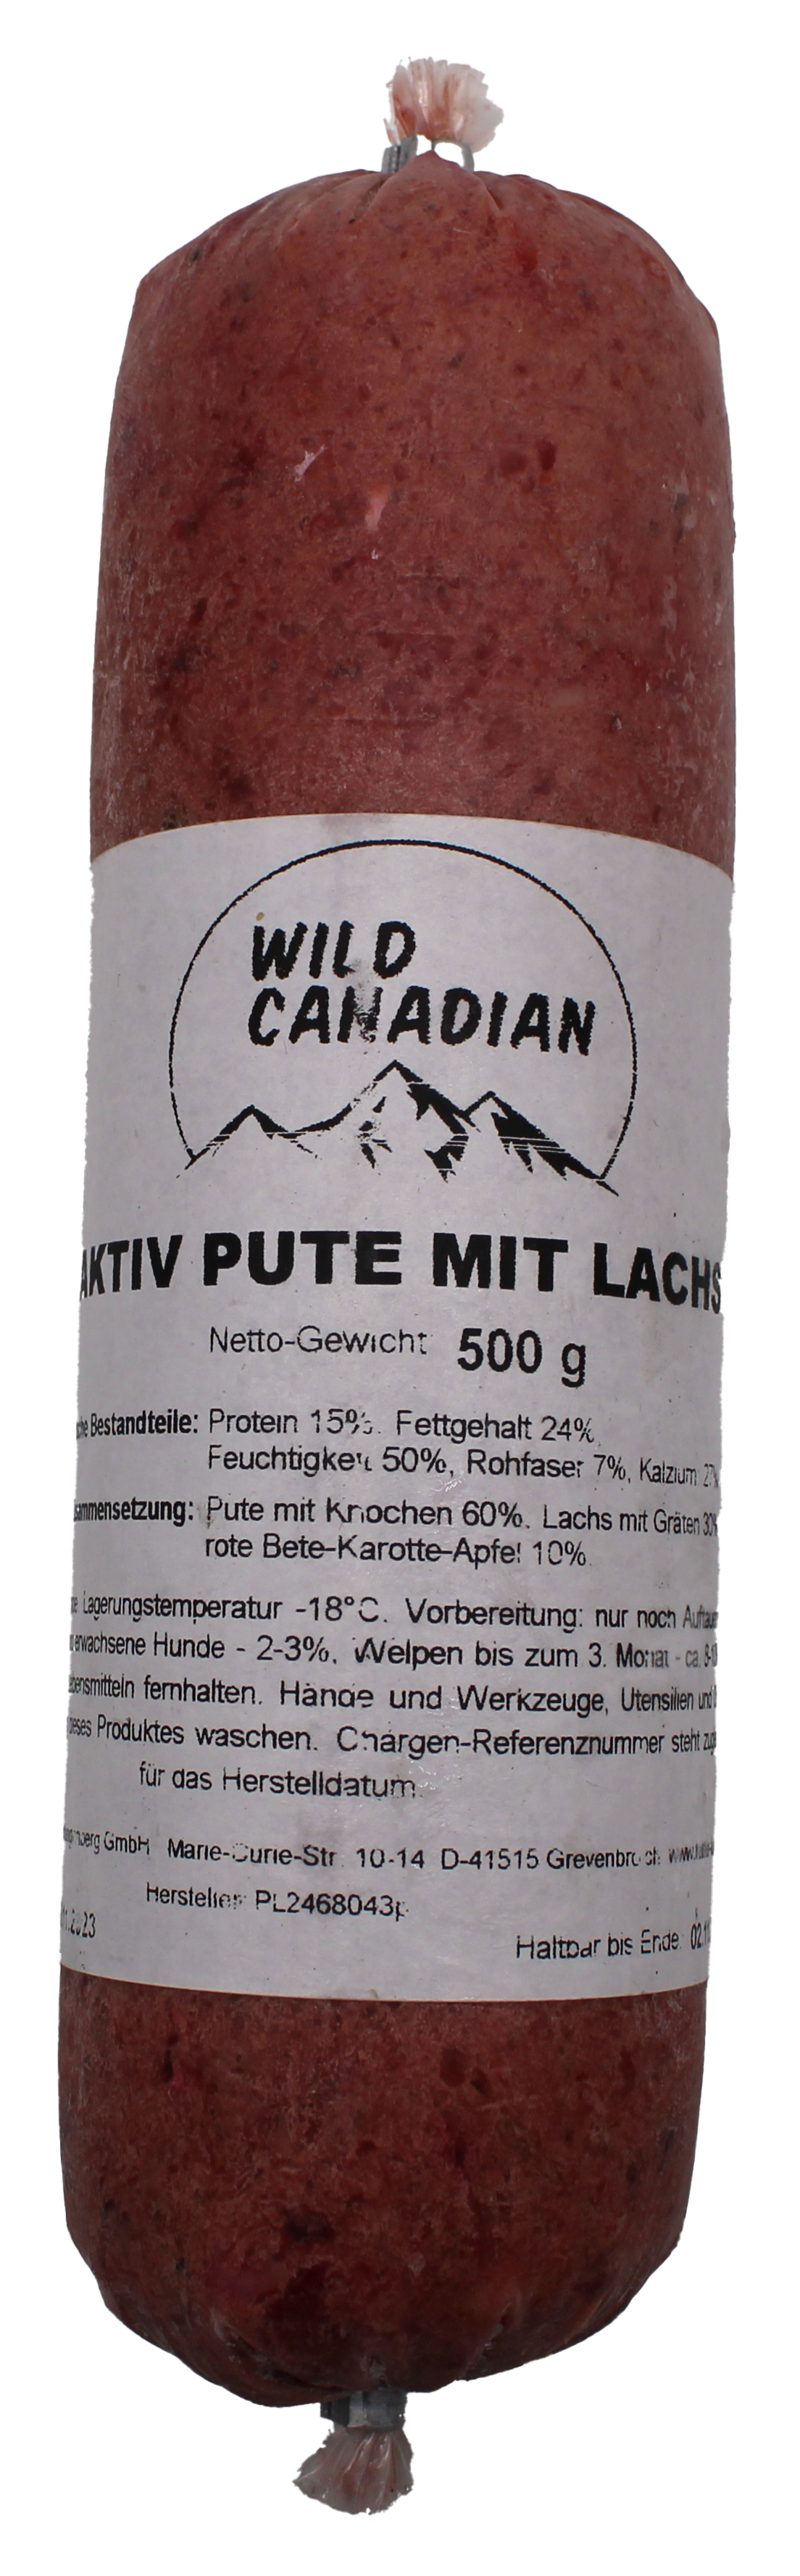 WILD
CANADIAN
AKTIV PUTE MIT LACHS
Netto-Gewicht 500 g
Bestandteile: Protein 15%. Fettgehalt 24%,
Feuchtigkeit 50%, Rohfaser 7%, Kalzium
Pute mit Knochen 60%. Lachs mit Gräten 30%
rote Bete-Karotte-Apfel 10%
Lagerungstemperatur -18°C. Vorbereitung: nur noch
erwachsene Hunde - 2-3%, Welpen bis zum 3. Monat - ca.
fernhalten. Hände und Werkzeuge, Utensilien und
Produktes waschen. Chargen-Referenznummer steht
für das Herstelldatum
GmbH Marie-Curie-Str 10-14 D-41515 Grevenbroich
Hersteller PL2468043p
Haltbar bis Ende